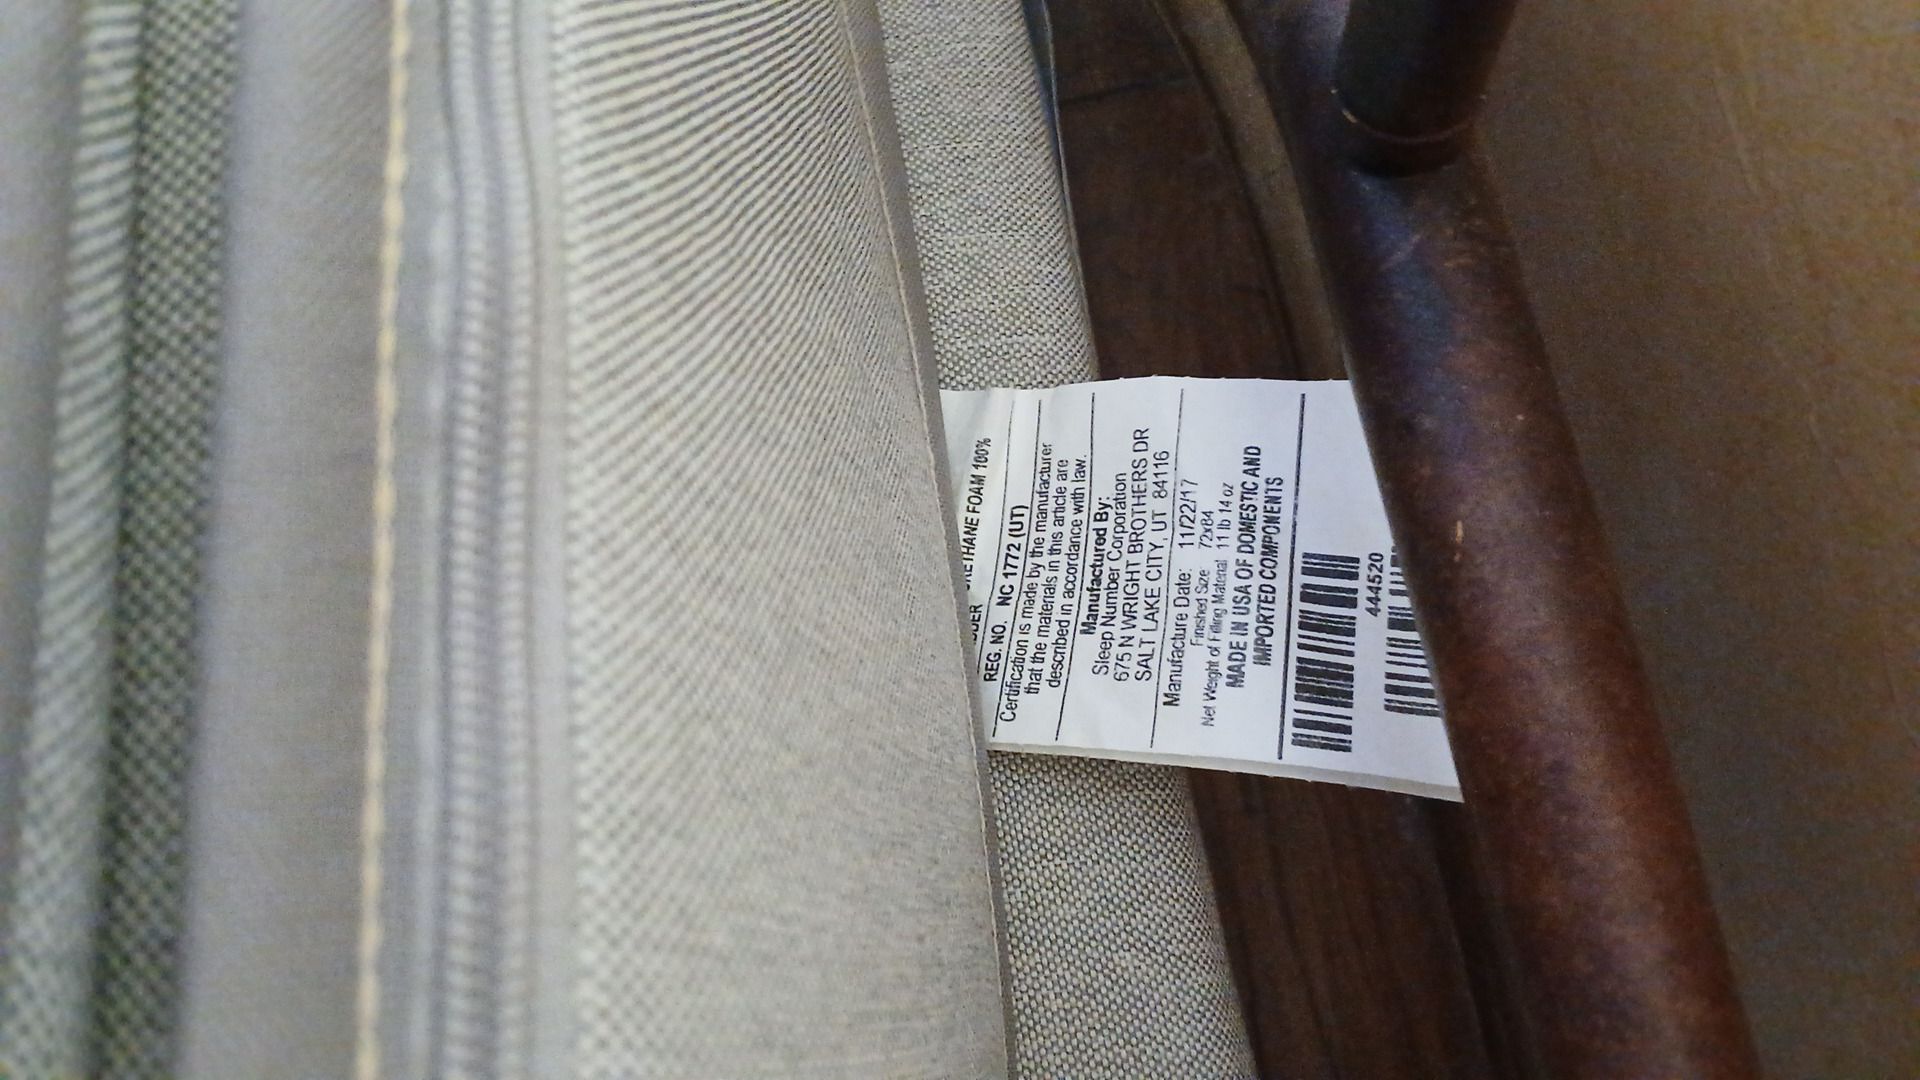 URETHANE FOAM 100%
REG. NO. NC 1772 (UT)
Certification is made by the manufacturer
that the materials in this article are
described in accordance with law.
Manufactured By:
Sleep Number Corporation
675 N WRIGHT BROTHERS DR
SALT LAKE CITY, UT 84116
Manufacture Date: 11/22/17
Finished Size 72x84
Net Weight of Filling Material 11 lb 14 oz
MADE IN USA OF DOMESTIC AND
IMPORTED COMPONENTS
444520